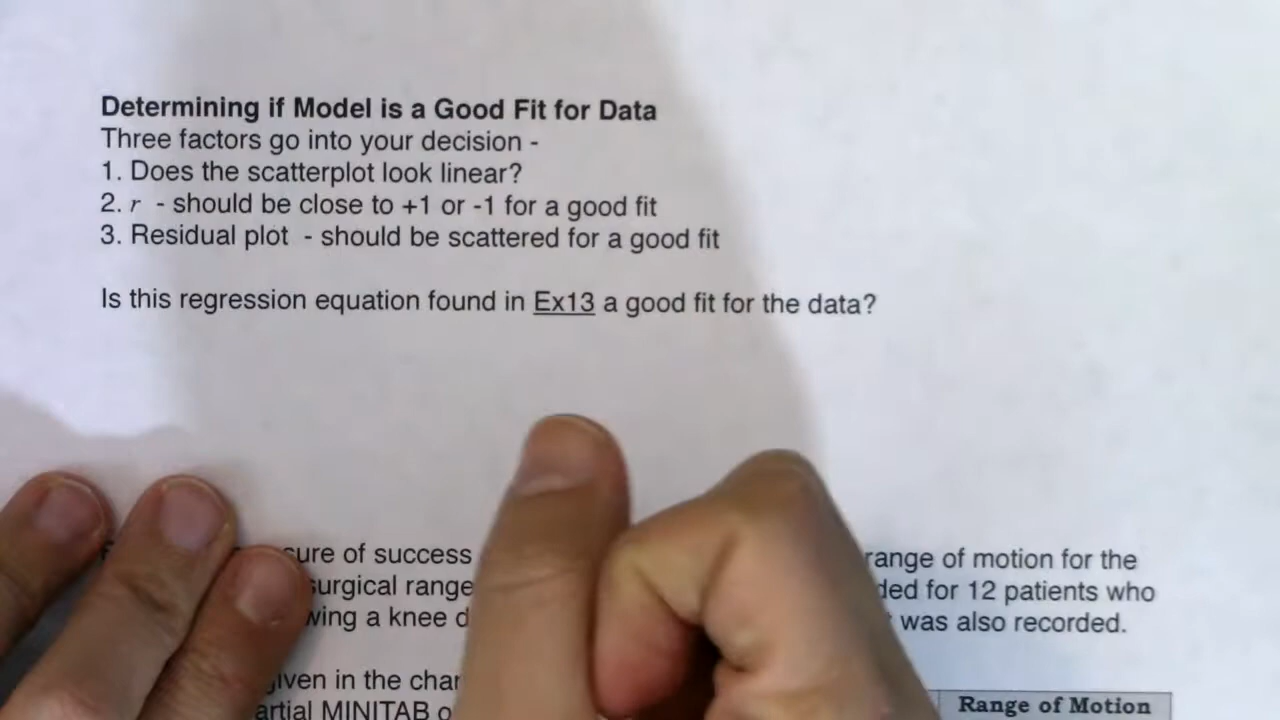 Determining if Model is a Good Fit for Data
Three factors go into your decision -
1. Does the scatterplot look linear?
2. r - should be close to +1 or -1 for a good fit
3. Residual plot - should be scattered for a good fit
Is this regression equation found in Ex13 a good fit for the data?
sure of success range of motion for the
surgical range ded for 12 patients who
wing a knee d was also recorded.
given in the char
artial MINITAB o Range of Motion